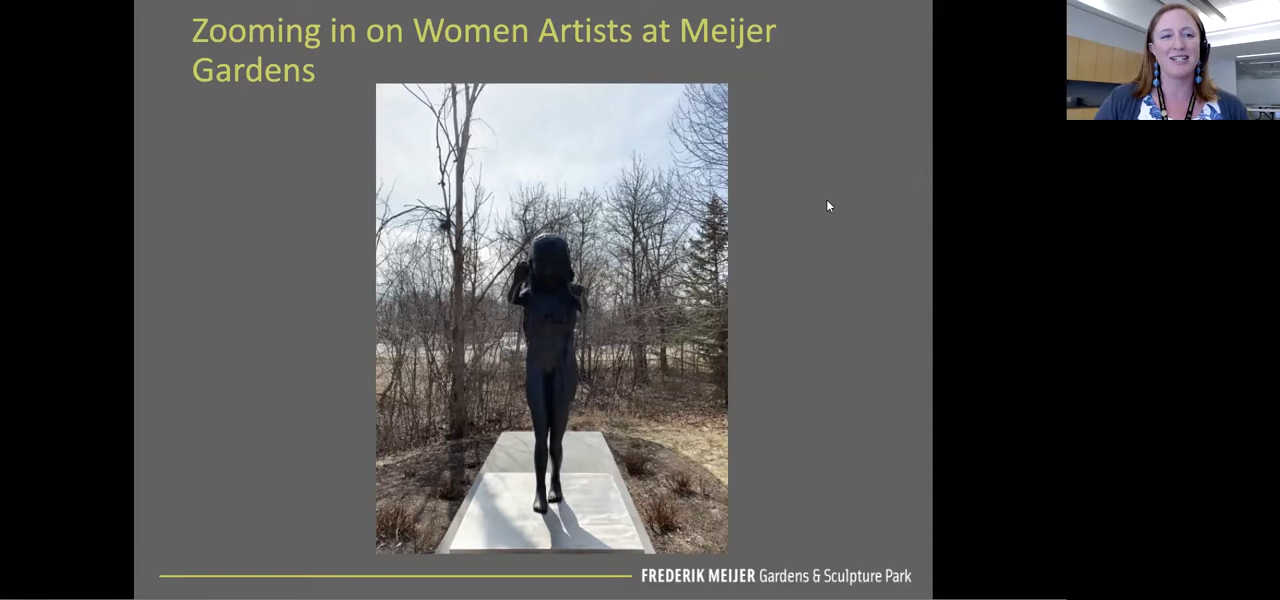 Zooming in on Women Artists at Meijer
Gardens
FREDERIK MEIJER Gardens & Sculpture Park